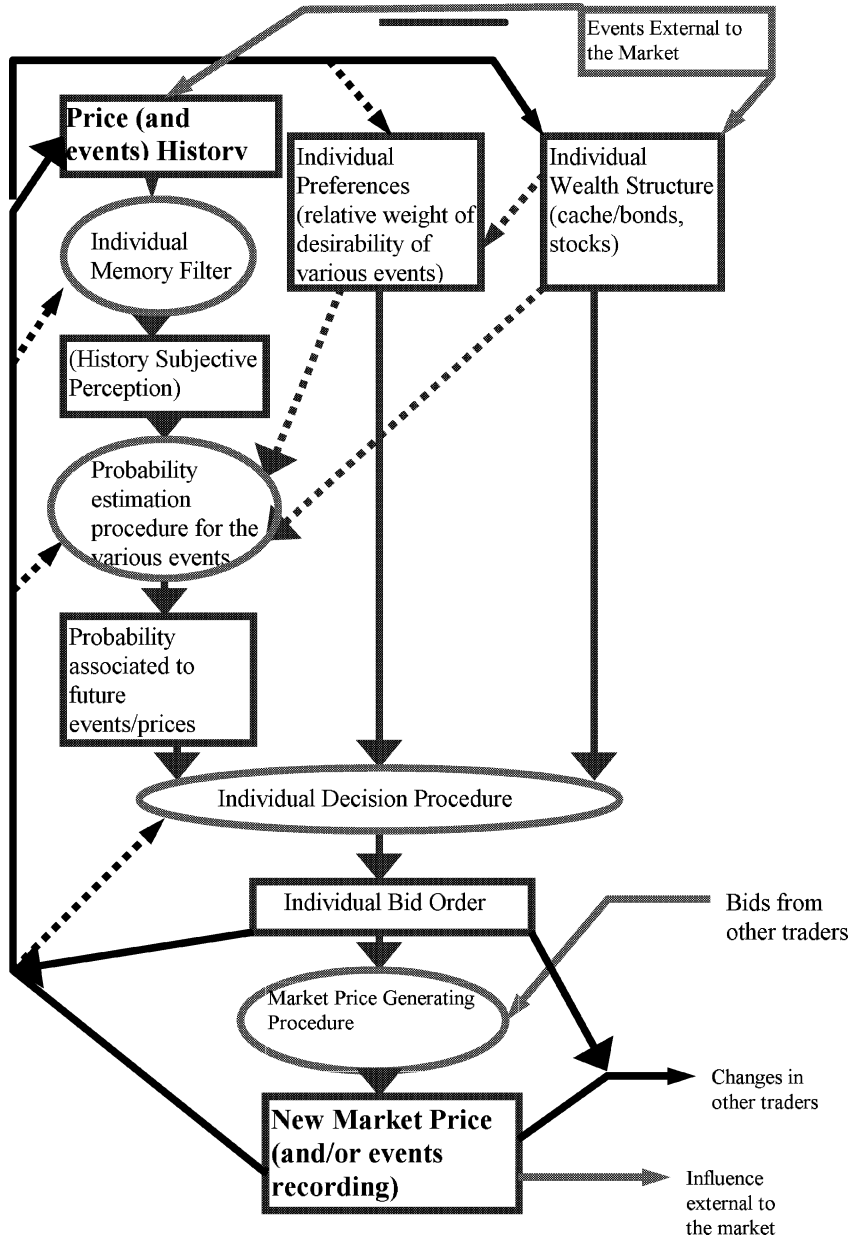 Events External to
the Market
Price (and
events) History
Individual
Preferences
(relative weight of
desirability of
various events)
Individual
Wealth Structure
(cache/bonds,
stocks)
Individual
Memory Filter
(History Subjective
Perception)
Probability
estimation
procedure for the
various events
Probability
associated to
future
events/prices
Individual Decision Procedure
Individual Bid Order
Bids from
other traders
Market Price Generating
Procedure
Changes in
other traders
New Market Price
(and/or events
recording)
Influence
external to
the market